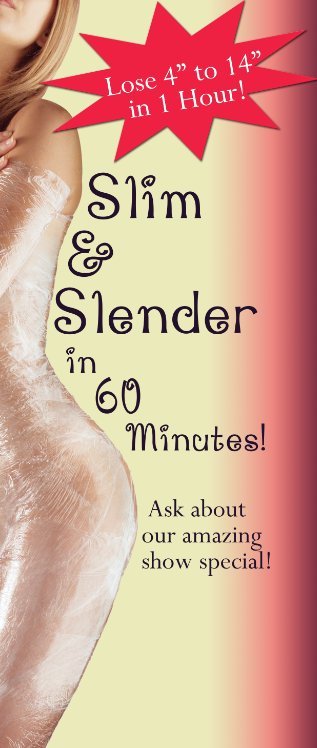 Lose 4” to 14”
in 1 Hour!
Slim
&
Slender
in
60
Minutes!
Ask about
our amazing
show special!